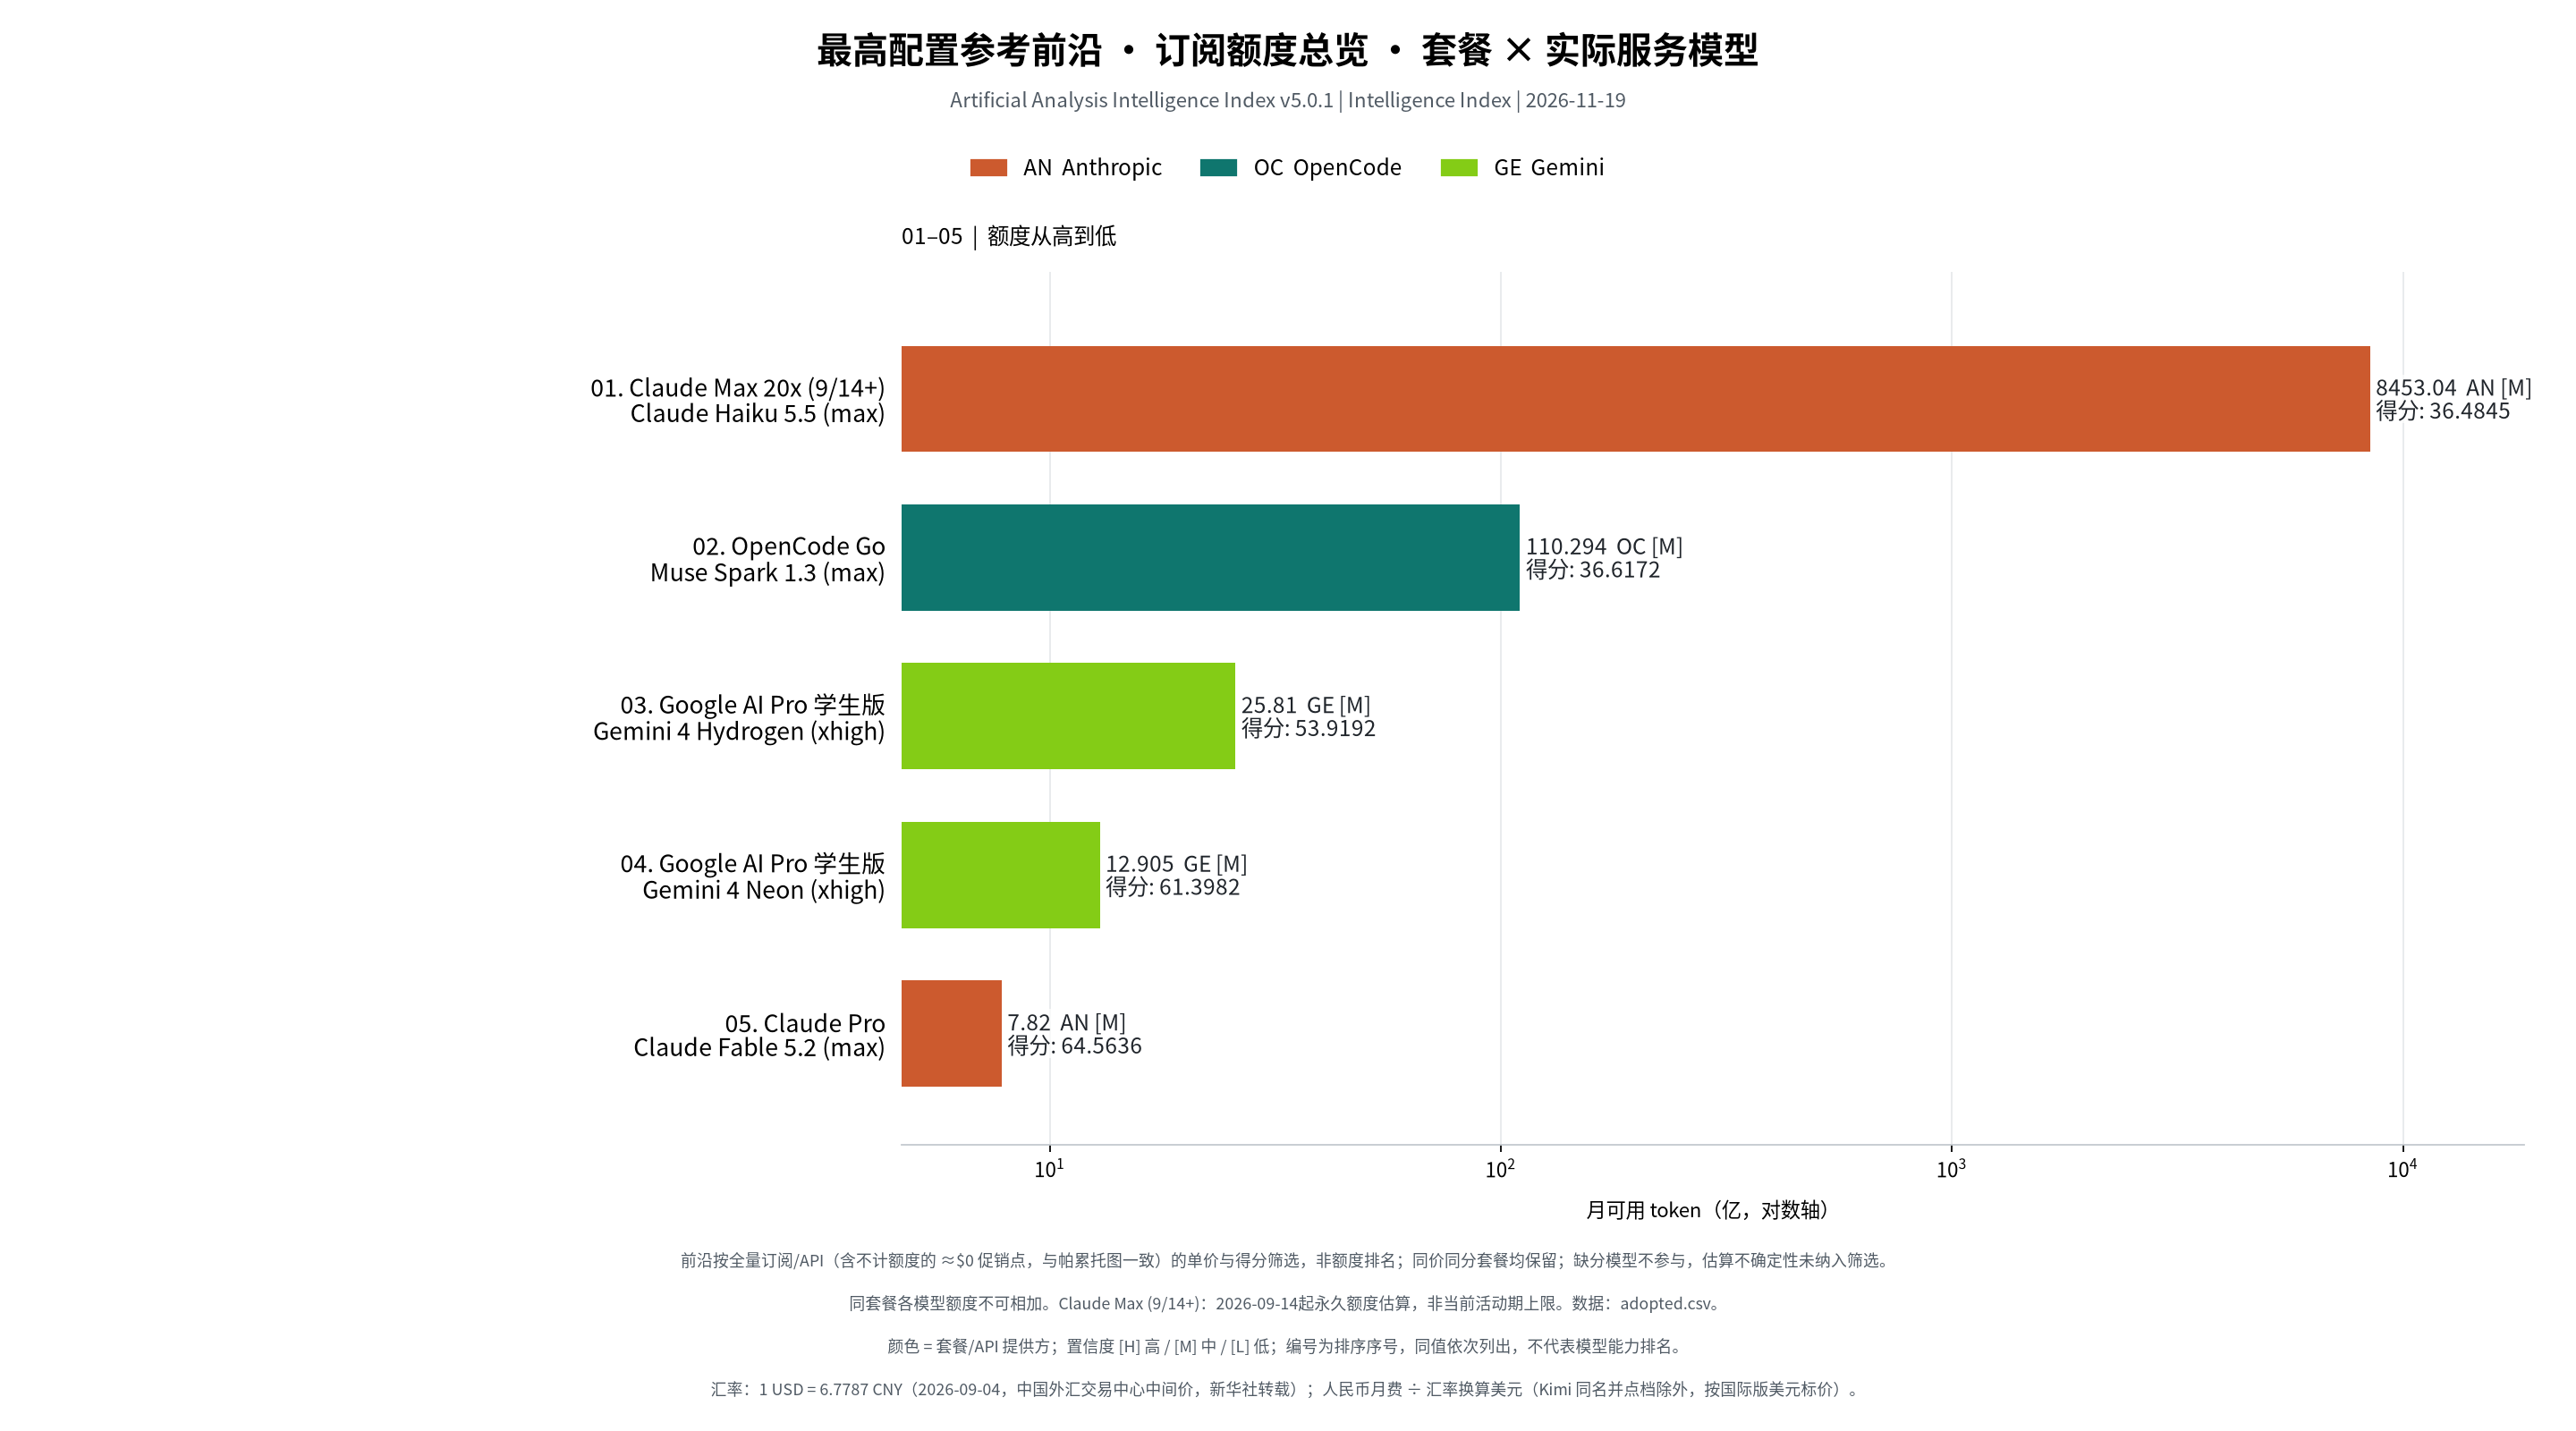 最高配置参考前沿 · 订阅额度总览 · 套餐 × 实际服务模型
Artificial Analysis Intelligence Index v5.0.1 | Intelligence Index | 2026-11-19
AN Anthropic
OC OpenCode
GE Gemini
01–05 | 额度从高到低
01. Claude Max 20x (9/14+)
Claude Haiku 5.5 (max)
8453.04 AN [M]
得分: 36.4845
02. OpenCode Go
Muse Spark 1.3 (max)
110.294 OC [M]
得分: 36.6172
03. Google AI Pro 学生版
Gemini 4 Hydrogen (xhigh)
25.81 GE [M]
得分: 53.9192
04. Google AI Pro 学生版
Gemini 4 Neon (xhigh)
12.905 GE [M]
得分: 61.3982
05. Claude Pro
Claude Fable 5.2 (max)
7.82 AN [M]
得分: 64.5636
10¹
10²
10³
10⁴
月可用 token（亿，对数轴）
前沿按全量订阅/API（含不计额度的 ≈$0 促销点，与帕累托图一致）的单价与得分筛选，非额度排名；同价同分套餐均保留；缺分模型不参与，估算不确定性未纳入筛选。
同套餐各模型额度不可相加。Claude Max (9/14+)：2026-09-14起永久额度估算，非当前活动期上限。数据：adopted.csv。
颜色 = 套餐/API 提供方；置信度 [H] 高 / [M] 中 / [L] 低；编号为排序序号，同值依次列出，不代表模型能力排名。
汇率：1 USD = 6.7787 CNY（2026-09-04，中国外汇交易中心中间价，新华社转载）；人民币月费 ÷ 汇率换算美元（Kimi 同名并点档除外，按国际版美元标价）。